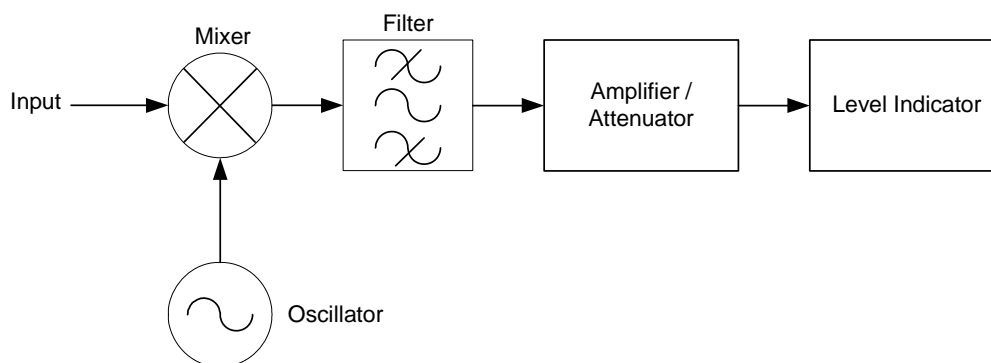 Filter
Mixer
Input
Amplifier /
Attenuator
Level Indicator
Oscillator